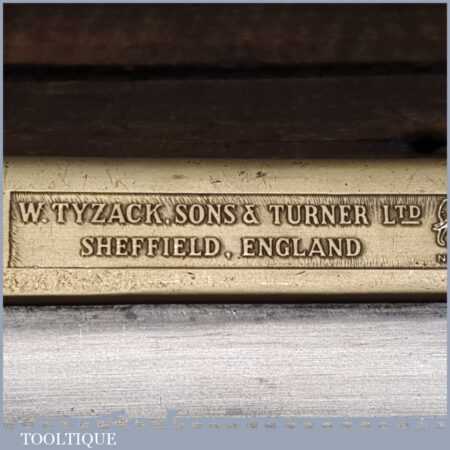 W. TYZACK, SONS & TURNER LTD
SHEFFIELD, ENGLAND
TOOLTIQUE